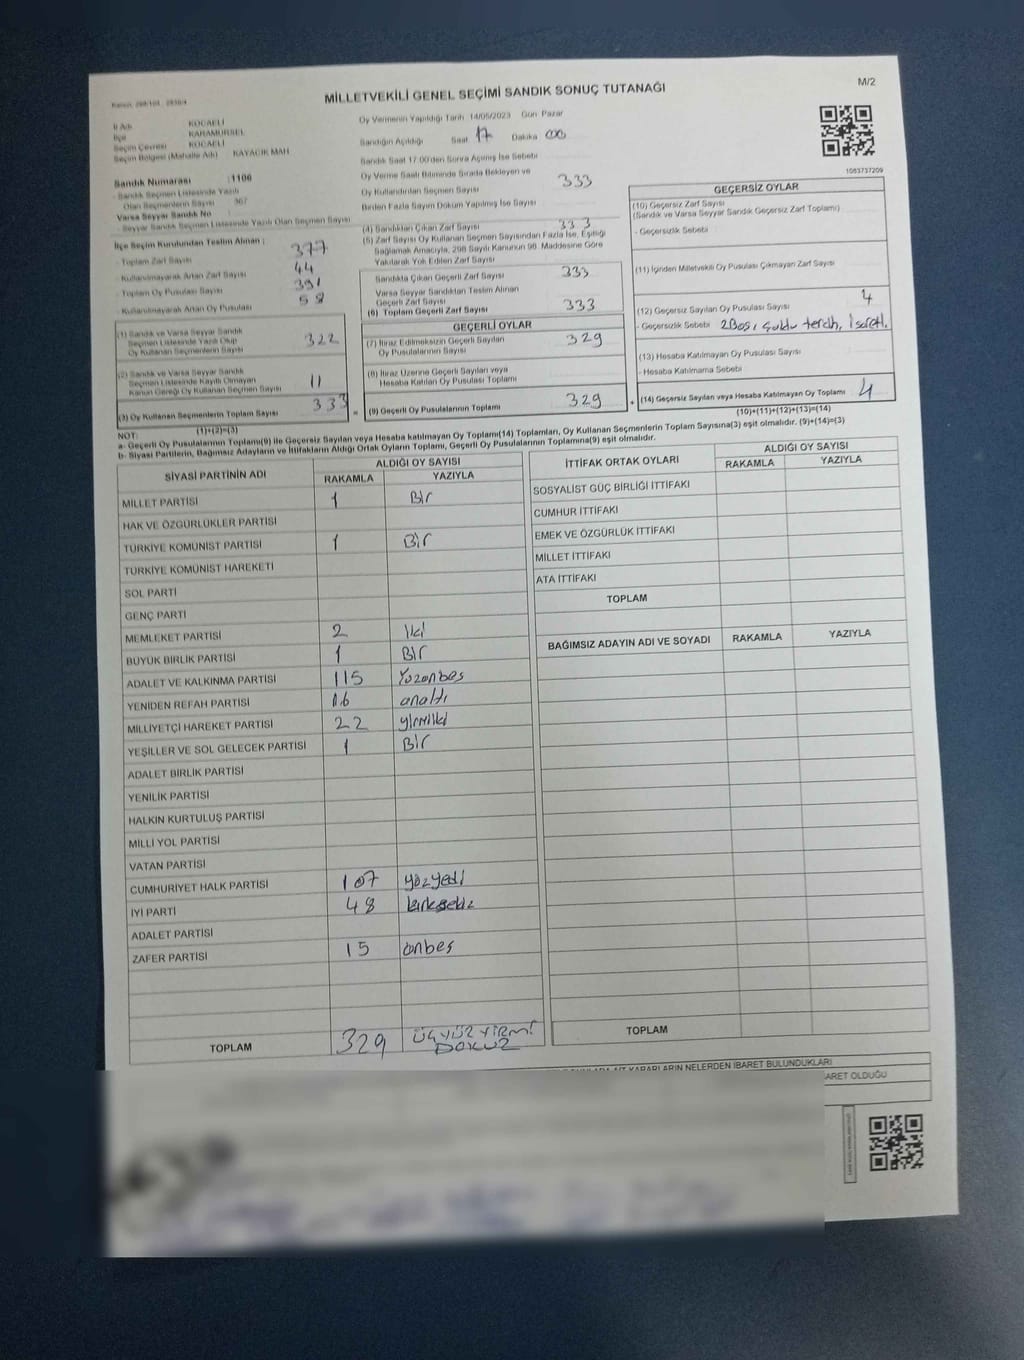 M/2
MİLLETVEKİLİ GENEL SEÇİMİ SANDIK SONUÇ TUTANAĞI
İl Adı KOCAELİ
İlçe KARAMÜRSEL
Seçim Çevresi KOCAELİ
Seçim Bölgesi (Mahalle Adı) KAYACIK MAH
Oy Vermenin Yapıldığı Tarih 14/05/2023 Gün Pazar
Sandığın Açıldığı Saat 17 Dakika 00
Sandık Saat 17:00'den Sonra Açılmış İse Sebebi
Oy Verme Saati Bitiminde Sırada Bekleyen ve
Oy Kullandırılan Seçmen Sayısı 333
Birden Fazla Sayım Döküm Yapılmış İse Sayısı
Sandık Numarası :1106
- Sandık Seçmen Listesinde Yazılı
Olan Seçmenlerin Sayısı 367
Varsa Seyyar Sandık No
- Seyyar Sandık Seçmen Listesinde Yazılı Olan Seçmen Sayısı
İlçe Seçim Kurulundan Teslim Alınan :
- Toplam Zarf Sayısı 377
- Kullanılmayarak Artan Zarf Sayısı 44
- Toplam Oy Pusulası Sayısı 391
- Kullanılmayarak Artan Oy Pusulası 58
(1) Sandık ve Varsa Seyyar Sandık
Seçmen Listesinde Yazılı Olup
Oy Kullanan Seçmenlerin Sayısı 322
(2) Sandık ve Varsa Seyyar Sandık
Seçmen Listesinde Kayıtlı Olmayan
Kanun Gereği Oy Kullanan Seçmen Sayısı 11
(3) Oy Kullanan Seçmenlerin Toplam Sayısı 333
(1)+(2)=(3)
(4) Sandıktan Çıkan Zarf Sayısı 333
(5) Zarf Sayısı Oy Kullanan Seçmen Sayısından Fazla İse, Eşitliği
Sağlamak Amacıyla, 298 Sayılı Kanunun 98. Maddesine Göre
Yakılarak Yok Edilen Zarf Sayısı
Sandıkta Çıkan Geçerli Zarf Sayısı 333
Varsa Seyyar Sandıktan Teslim Alınan
Geçerli Zarf Sayısı
(6) Toplam Geçerli Zarf Sayısı 333
GEÇERLİ OYLAR
(7) İtiraz Edilmeksizin Geçerli Sayılan
Oy Pusulalarının Sayısı 329
(8) İtiraz Üzerine Geçerli Sayılan veya
Hesaba Katılan Oy Pusulası Toplamı
= (9) Geçerli Oy Pusulalarının Toplamı 329
1083737209
GEÇERSİZ OYLAR
(10) Geçersiz Zarf Sayısı
(Sandık ve Varsa Seyyar Sandık Geçersiz Zarf Toplamı)
- Geçersizlik Sebebi
(11) İçinden Milletvekili Oy Pusulası Çıkmayan Zarf Sayısı
(12) Geçersiz Sayılan Oy Pusulası Sayısı 4
- Geçersizlik Sebebi 2 Boş, tercih, 1
(13) Hesaba Katılmayan Oy Pusulası Sayısı
- Hesaba Katılmama Sebebi
+ (14) Geçersiz Sayılan veya Hesaba Katılmayan Oy Toplamı 4
(10)+(11)+(12)+(13)=(14)
NOT:
a- Geçerli Oy Pusulalarının Toplamı(9) ile Geçersiz Sayılan veya Hesaba katılmayan Oy Toplamı(14) Toplamları, Oy Kullanan Seçmenlerin Toplam Sayısına(3) eşit olmalıdır. (9)+(14)=(3)
b- Siyasi Partilerin, Bağımsız Adayların ve İttifakların Aldığı Oyların Toplamı, Geçerli Oy Pusulalarının Toplamına(9) eşit olmalıdır.
SİYASİ PARTİNİN ADI ALDIĞI OY SAYISI
RAKAMLA YAZIYLA
MİLLET PARTİSİ 1 Bir
HAK VE ÖZGÜRLÜKLER PARTİSİ
TÜRKİYE KOMÜNİST PARTİSİ 1 Bir
TÜRKİYE KOMÜNİST HAREKETİ
SOL PARTİ
GENÇ PARTİ
MEMLEKET PARTİSİ 2 İki
BÜYÜK BİRLİK PARTİSİ 1 Bir
ADALET VE KALKINMA PARTİSİ 115 Yüzonbeş
YENİDEN REFAH PARTİSİ 16 onaltı
MİLLİYETÇİ HAREKET PARTİSİ 22 yirmiiki
YEŞİLLER VE SOL GELECEK PARTİSİ 1 Bir
ADALET BİRLİK PARTİSİ
YENİLİK PARTİSİ
HALKIN KURTULUŞ PARTİSİ
MİLLİ YOL PARTİSİ
VATAN PARTİSİ
CUMHURİYET HALK PARTİSİ 107 yüzyedi
İYİ PARTİ 48 kırksekiz
ADALET PARTİSİ
ZAFER PARTİSİ 15 onbeş
TOPLAM 329 ÜÇYÜZ YİRMİ
DOKUZ
İTTİFAK ORTAK OYLARI ALDIĞI OY SAYISI
RAKAMLA YAZIYLA
SOSYALİST GÜÇ BİRLİĞİ İTTİFAKI
CUMHUR İTTİFAKI
EMEK VE ÖZGÜRLÜK İTTİFAKI
MİLLET İTTİFAKI
ATA İTTİFAKI
TOPLAM
BAĞIMSIZ ADAYIN ADI VE SOYADI RAKAMLA YAZIYLA
TOPLAM
KARARLARIN NELERDEN İBARET BULUNDUKLARI
OLDUĞU